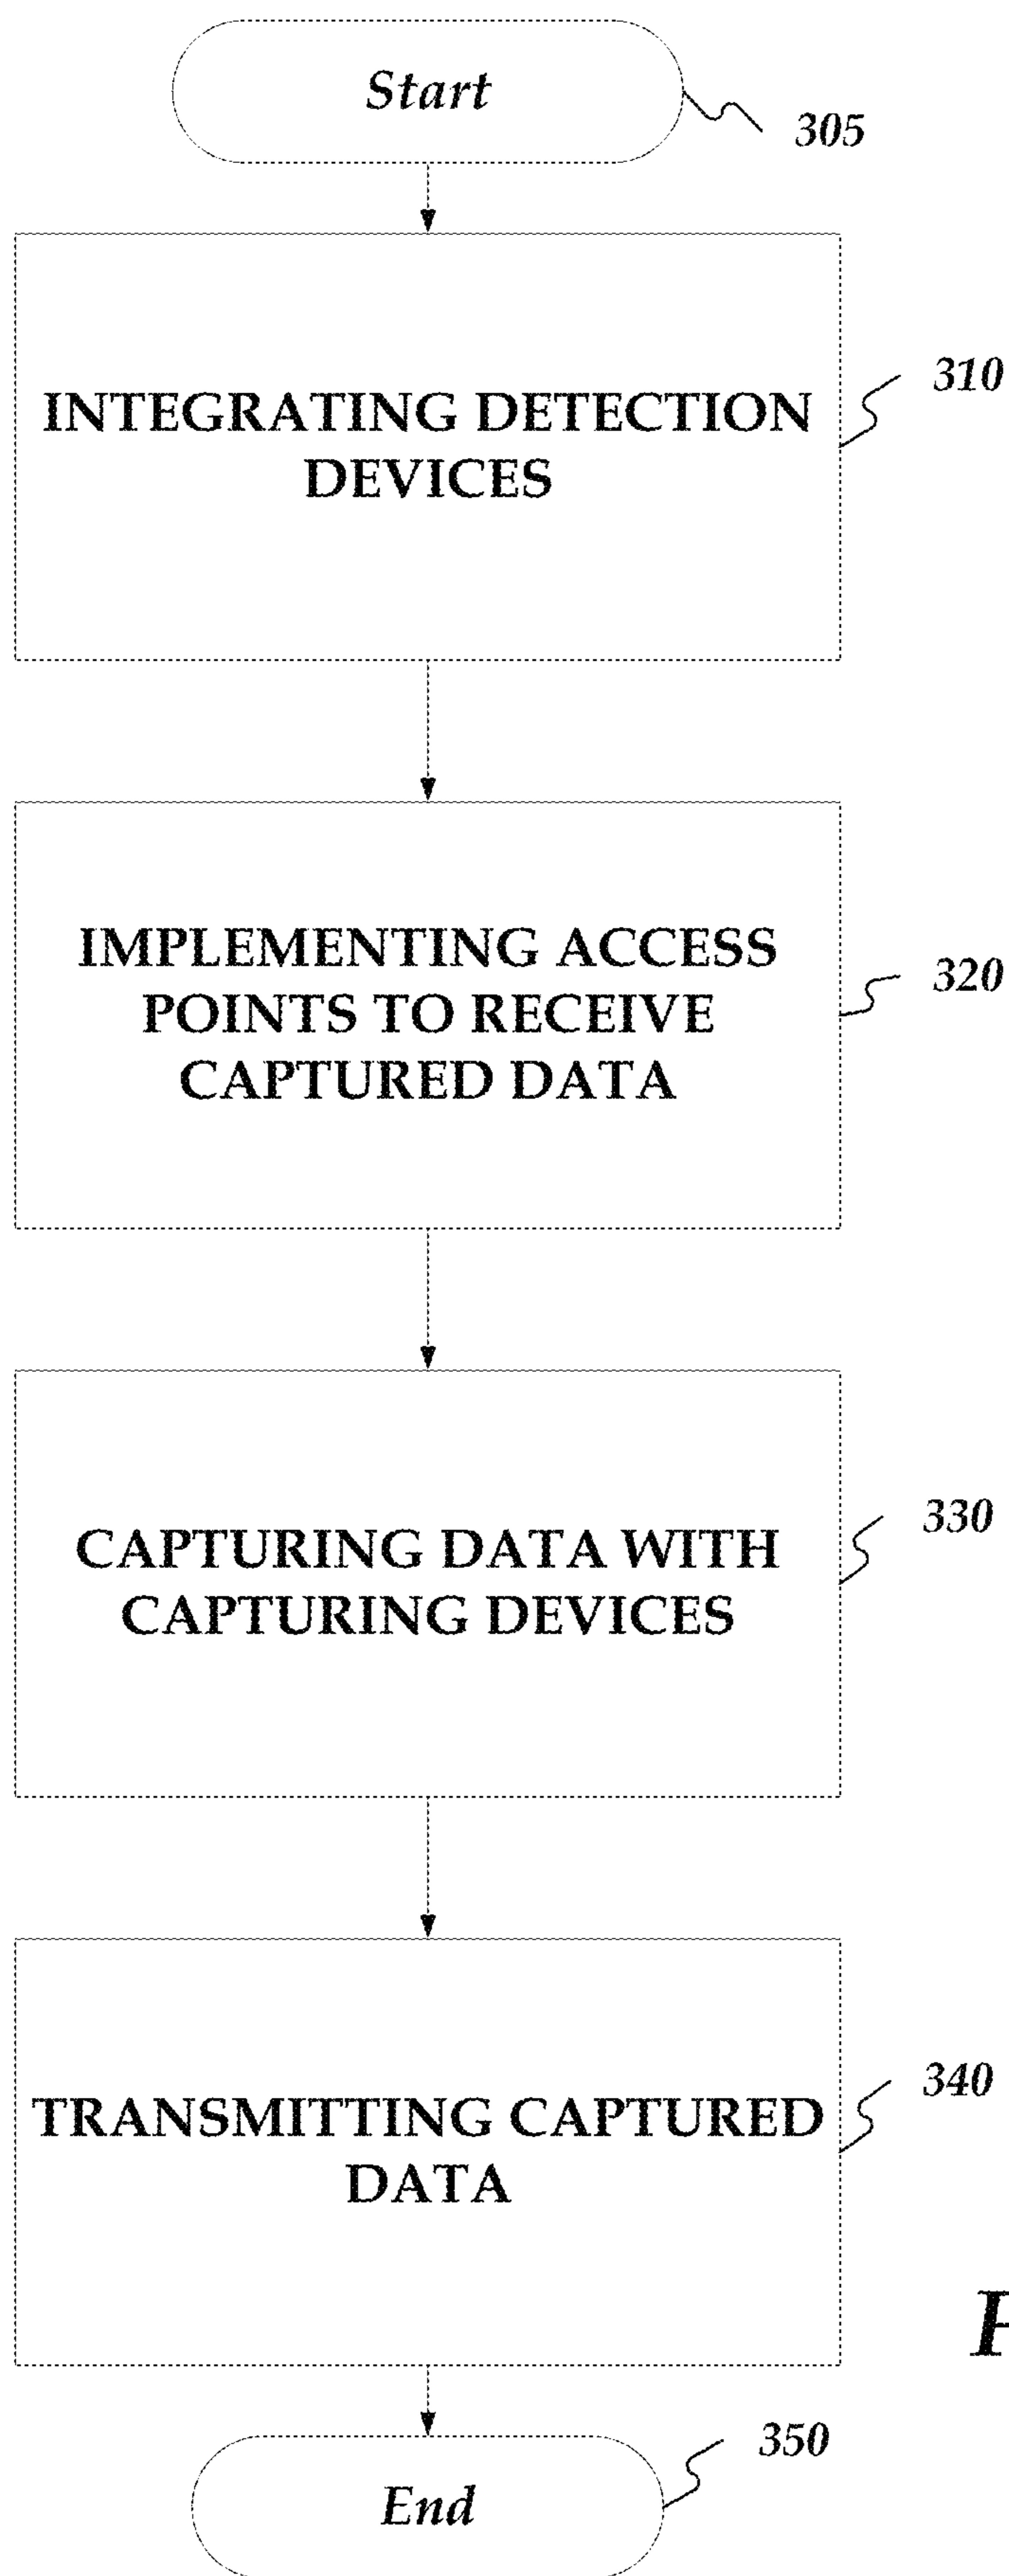 Start
305
INTEGRATING DETECTION
DEVICES
310
IMPLEMENTING ACCESS
POINTS TO RECEIVE
CAPTURED DATA
320
CAPTURING DATA WITH
CAPTURING DEVICES
330
TRANSMITTING CAPTURED
DATA
340
End
350